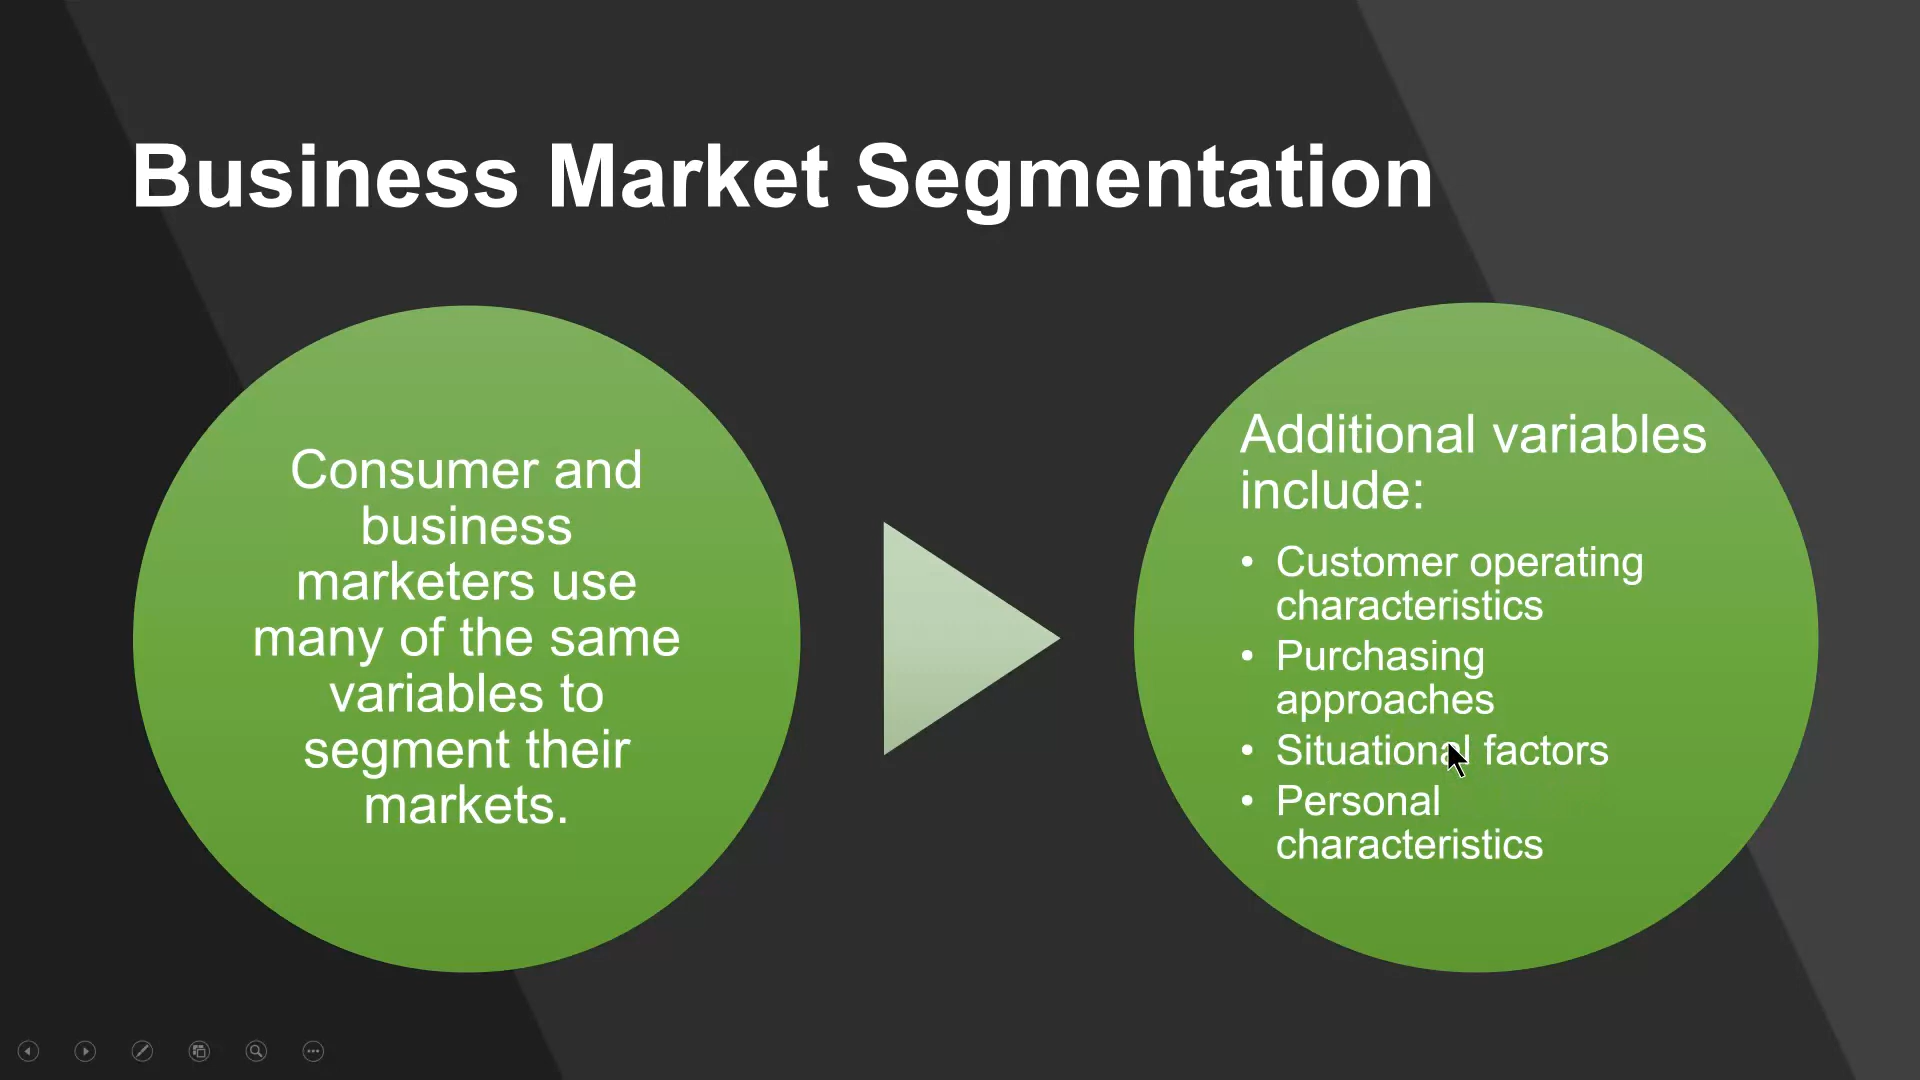 Business Market Segmentation
Consumer and
business
marketers use
many of the same
variables to
segment their
markets.
Additional variables
include:
• Customer operating
characteristics
• Purchasing
approaches
• Situational factors
• Personal
characteristics